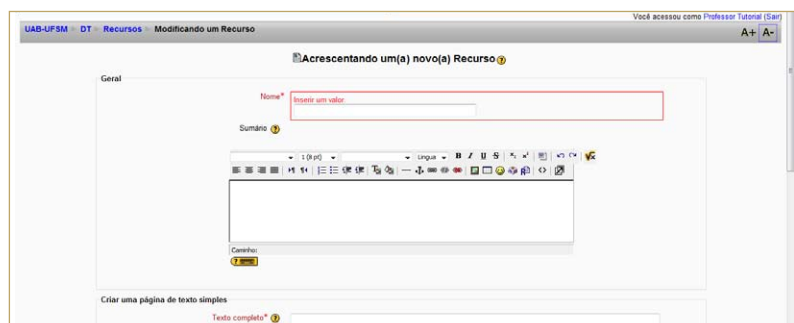 Você acessou como Professor Tutorial (Sair)
UAB-UFSM ► DT ► Recursos ► Modificando um Recurso
A+ A-
Acrescentando um(a) novo(a) Recurso
Geral
Nome*
Inserir um valor
Sumário
1 (8 pt) Língua B I U S
Caminho:
Criar uma página de texto simples
Texto completo*